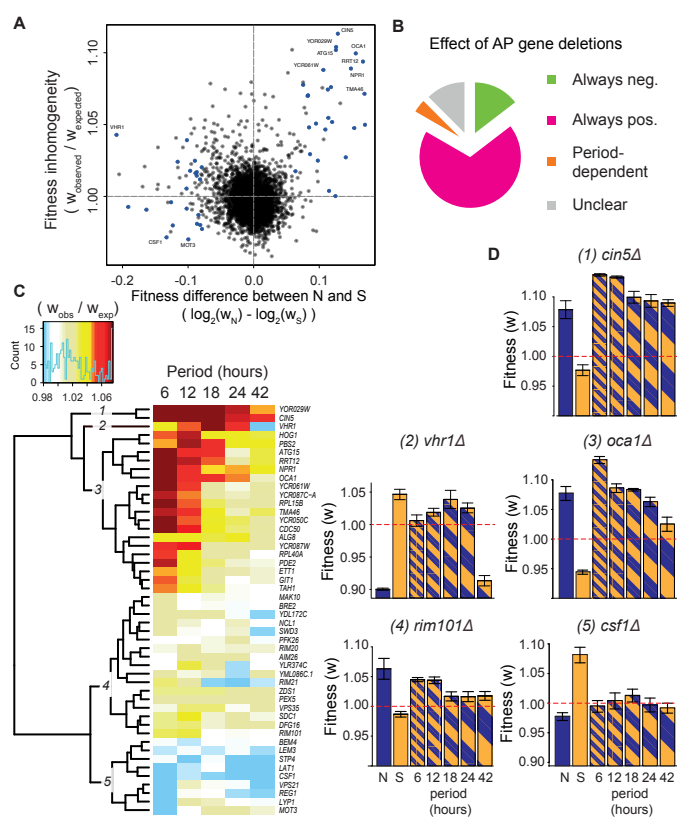 A
Fitness inhomogeneity
( w observed / w expected )
1.10
1.05
1.00
CIN5
YOR029W
OCA1
ATG15
RRT12
YCR061W
NPR1
TMA46
VHR1
CSF1
MOT3
-0.2
-0.1
0.0
0.1
Fitness difference between N and S
( log2(wN) - log2(wS) )
B
Effect of AP gene deletions
Always neg.
Always pos.
Period-
dependent
Unclear
C
( w obs / w exp )
Count
15
10
5
0
0.98 1.02 1.06
Period (hours)
6 12 18 24 42
1
2
3
4
5
YOR029W
CIN5
VHR1
HOG1
PBS2
ATG15
RRT12
NPR1
OCA1
YCR061W
YCR087C-A
RPL15B
TMA46
YCR050C
CDC50
ALG8
YCR087W
RPL40A
PDE2
ETT1
GIT1
TAH1
MAK10
BRE2
YDL172C
NCL1
SWD3
PFK26
RIM20
AIM26
YLR374C
YML086C.1
RIM21
ZDS1
PEX5
VPS35
SDC1
DFG16
RIM101
BEM4
LEM3
STP4
LAT1
CSF1
VPS21
REG1
LYP1
MOT3
D
(1) cin5Δ
Fitness (w)
1.10
1.00
0.95
(2) vhr1Δ
Fitness (w)
1.05
1.00
0.95
0.90
(3) oca1Δ
Fitness (w)
1.10
1.00
0.95
(4) rim101Δ
Fitness (w)
1.10
1.05
1.00
0.95
N S 6 12 18 24 42
period
(hours)
(5) csf1Δ
Fitness (w)
1.10
1.05
1.00
0.95
N S 6 12 18 24 42
period
(hours)